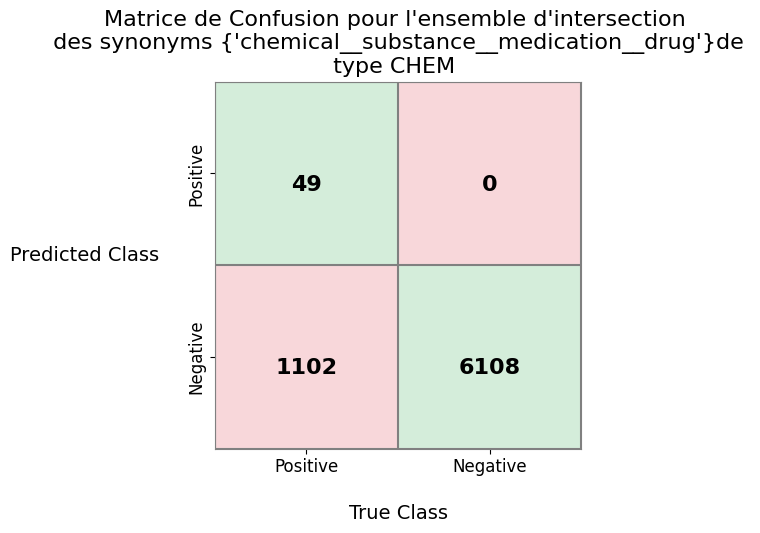 Matrice de Confusion pour l'ensemble d'intersection
des synonyms {'chemical__substance__medication__drug'}de
type CHEM
Positive
49
0
Predicted Class
Negative
1102
6108
Positive
Negative
True Class